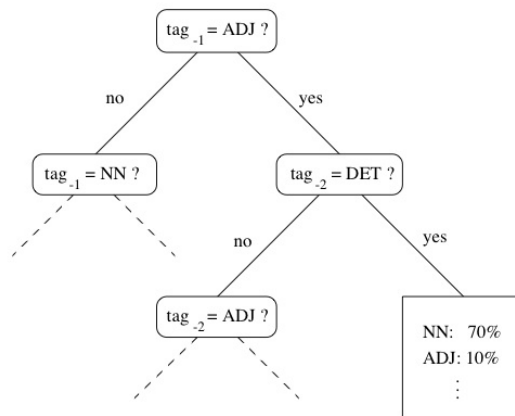 tag -1 = ADJ ?
no
yes
tag -1 = NN ?
tag -2 = DET ?
no
yes
tag -2 = ADJ ?
NN: 70%
ADJ: 10%
⋮